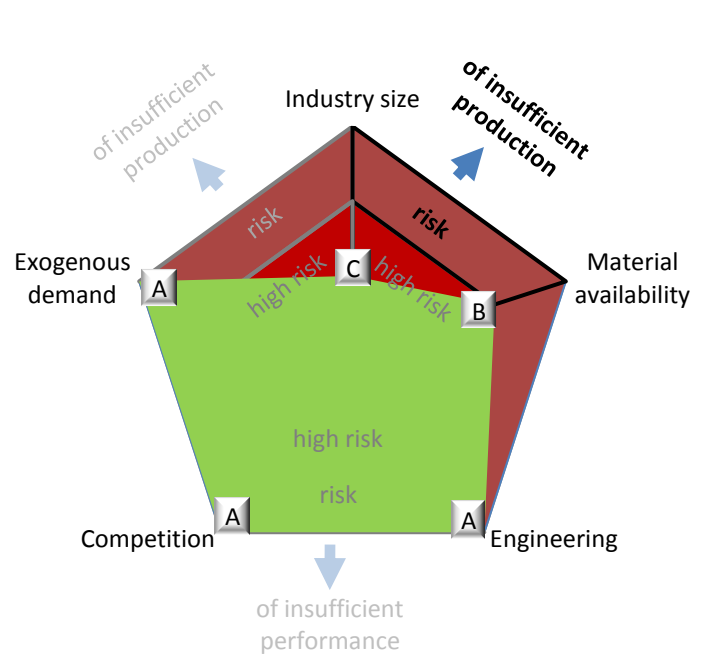 of insufficient
production
Industry size
of insufficient
production
risk
risk
Exogenous
demand
Material
availability
A
C
B
high risk
high risk
high risk
risk
A
A
Competition
Engineering
of insufficient
performance